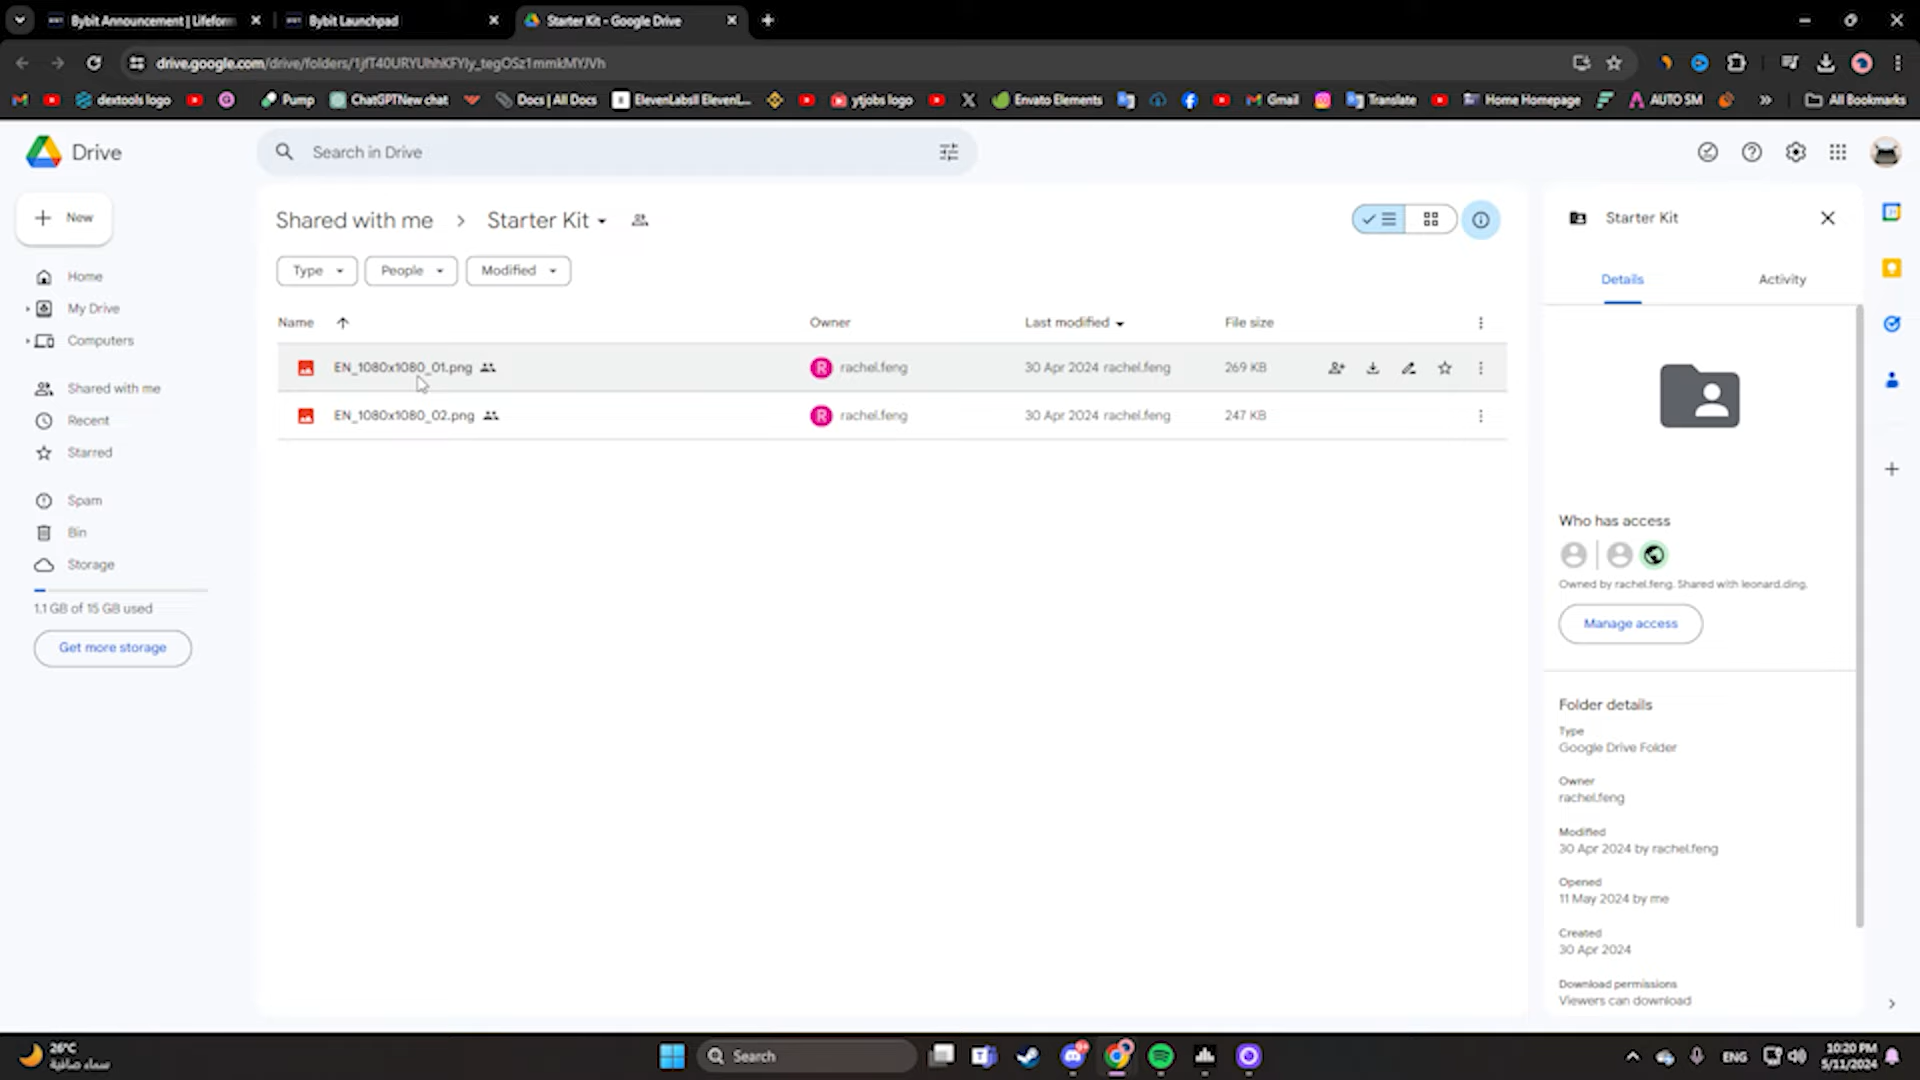 Bybit Announcement | Lifeform
Bybit Launchpad
Starter Kit - Google Drive
drive.google.com/drive/folders/1jfT40URYUhhKFYIy_tegOSz1mmkMYJVh
dextools logo
Pump
ChatGPTNew chat
Docs | All Docs
ElevenLabsII ElevenL...
ytjobs logo
Envato Elements
Gmail
Translate
Home Homepage
AUTO SM
All Bookmarks
Drive
Search in Drive
New
Home
My Drive
Computers
Shared with me
Recent
Starred
Spam
Bin
Storage
1.1 GB of 15 GB used
Get more storage
Shared with me > Starter Kit
Type
People
Modified
Name
Owner
Last modified
File size
EN_1080x1080_01.png
R
rachel.feng
30 Apr 2024 rachel.feng
269 KB
EN_1080x1080_02.png
R
rachel.feng
30 Apr 2024 rachel.feng
247 KB
Starter Kit
Details
Activity
Who has access
Owned by rachel.feng. Shared with leonard.ding.
Manage access
Folder details
Type
Google Drive Folder
Owner
rachel.feng
Modified
30 Apr 2024 by rachel.feng
Opened
11 May 2024 by me
Created
30 Apr 2024
Download permissions
Viewers can download
26°C
سماء صافية
Search
ENG
10:20 PM
5/11/2024